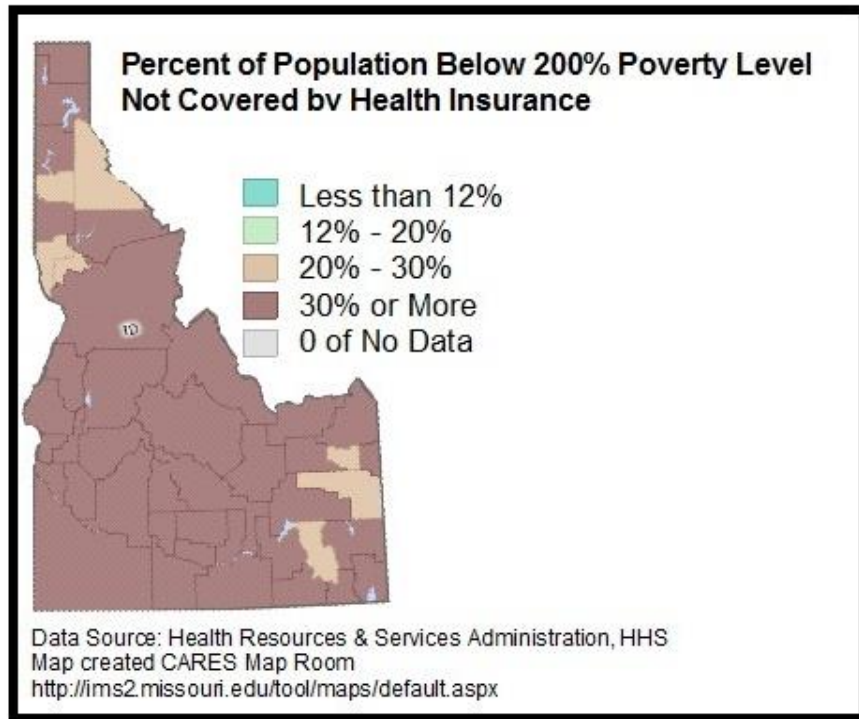 Percent of Population Below 200% Poverty Level
Not Covered by Health Insurance
Less than 12%
12% - 20%
20% - 30%
30% or More
0 of No Data
ID
Data Source: Health Resources & Services Administration, HHS
Map created CARES Map Room
http://ims2.missouri.edu/tool/maps/default.aspx